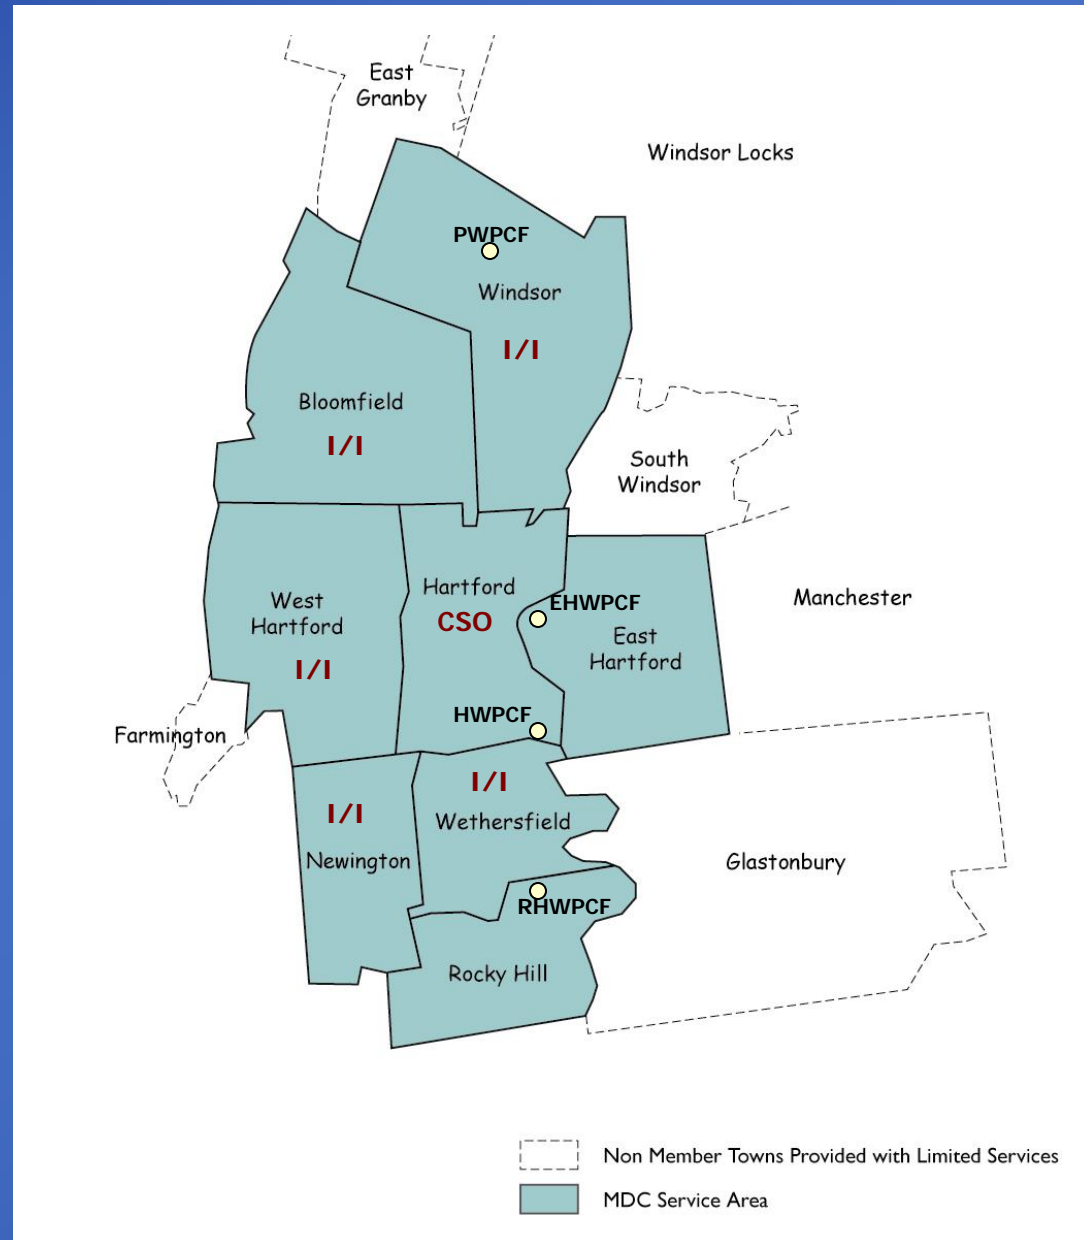 East
Granby
Windsor Locks
PWPCF
Windsor
I/I
Bloomfield
I/I
South
Windsor
Hartford
CSO
EHWPCF
West
Hartford
I/I
East
Hartford
Manchester
HWPCF
Farmington
I/I
Wethersfield
I/I
Newington
Glastonbury
RHWPCF
Rocky Hill
Non Member Towns Provided with Limited Services
MDC Service Area